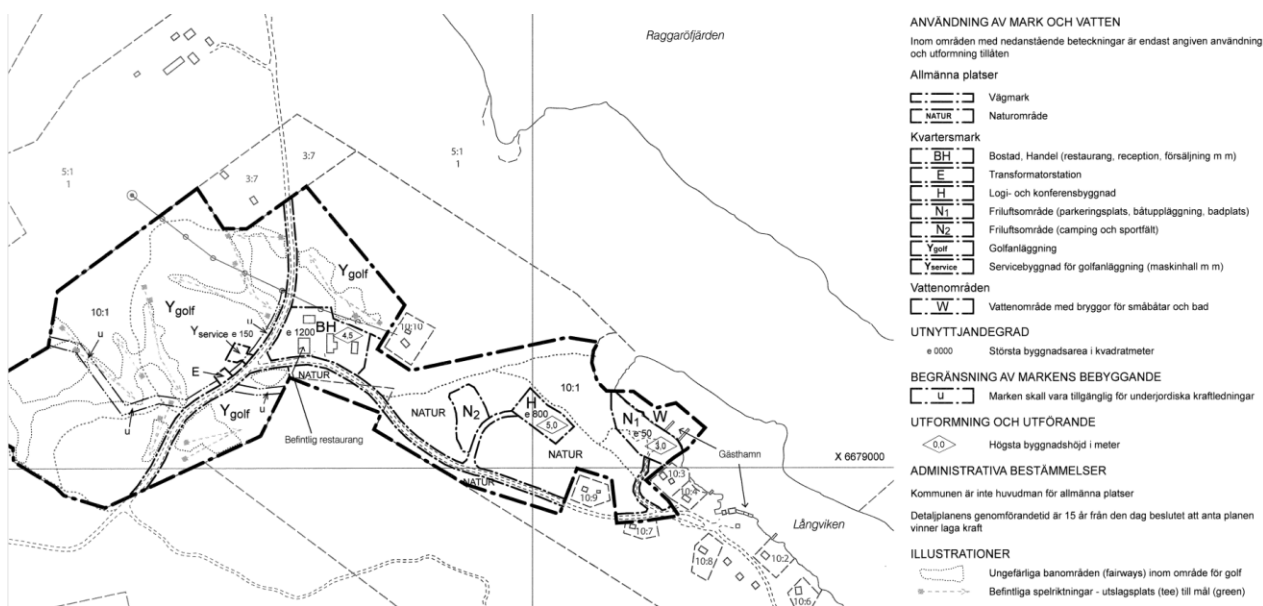 Raggaröfjärden
5:1
1
3:7
3:7
5:1
1
Ygolf
10:1
u
Ygolf
u
BH
Yservice e 150
e 1200
4,5
10:10
E
NATUR
10:1
Ygolf
u
u
NATUR
N2
H
e 800
5,0
N1
W
e 50
3,0
Befintlig restaurang
NATUR
Gästhamn
X 6679000
NATUR
10:3
10:4
10:9
10:7
Långviken
10:8
10:2
10:6
ANVÄNDNING AV MARK OCH VATTEN
Inom områden med nedanstående beteckningar är endast angiven användning
och utformning tillåten
Allmänna platser
Vägmark
NATUR Naturområde
Kvartersmark
BH Bostad, Handel (restaurang, reception, försäljning m m)
E Transformatorstation
H Logi- och konferensbyggnad
N1 Friluftsområde (parkeringsplats, båtuppläggning, badplats)
N2 Friluftsområde (camping och sportfält)
Ygolf Golfanläggning
Yservice Servicebyggnad för golfanläggning (maskinhall m m)
Vattenområden
W Vattenområde med bryggor för småbåtar och bad
UTNYTTJANDEGRAD
e 0000 Största byggnadsarea i kvadratmeter
BEGRÄNSNING AV MARKENS BEBYGGANDE
u Marken skall vara tillgänglig för underjordiska kraftledningar
UTFORMNING OCH UTFÖRANDE
0,0 Högsta byggnadshöjd i meter
ADMINISTRATIVA BESTÄMMELSER
Kommunen är inte huvudman för allmänna platser
Detaljplanens genomförandetid är 15 år från den dag beslutet att anta planen
vinner laga kraft
ILLUSTRATIONER
Ungefärliga banområden (fairways) inom område för golf
Befintliga spelriktningar - utslagsplats (tee) till mål (green)